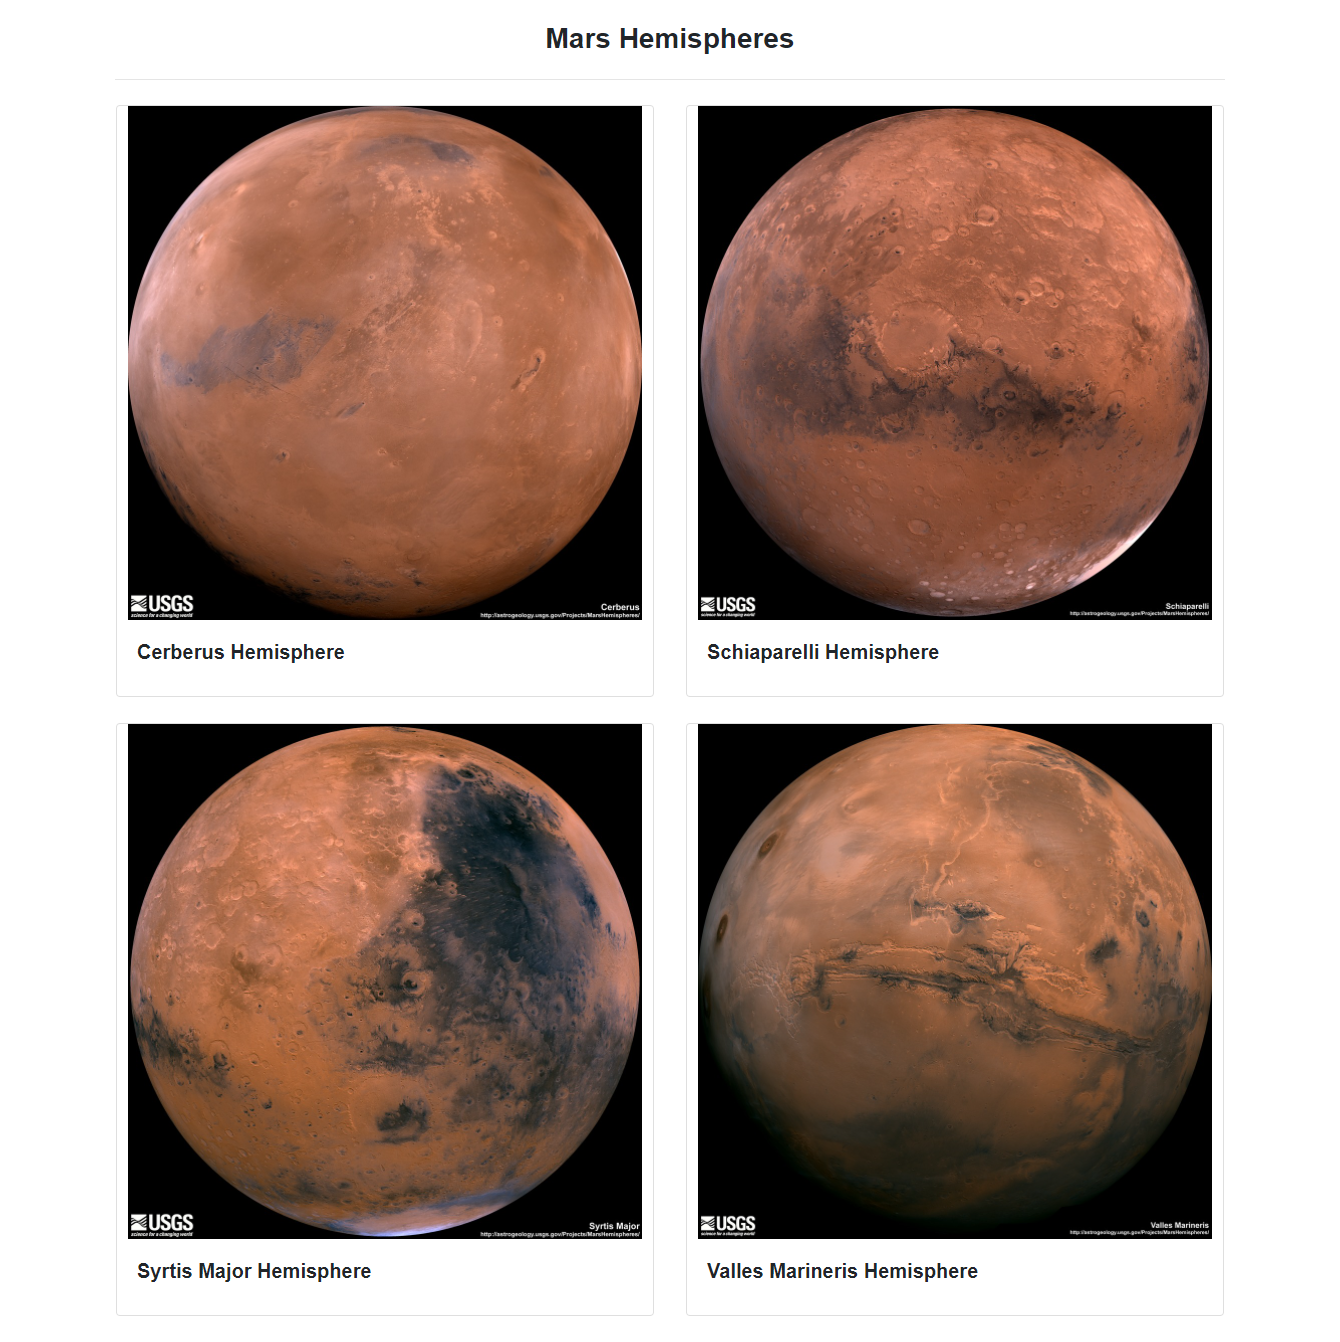 Mars Hemispheres
USGS
science for a changing world
Cerberus
http://astrogeology.usgs.gov/Projects/MarsHemispheres/
Cerberus Hemisphere
USGS
science for a changing world
Schiaparelli
http://astrogeology.usgs.gov/Projects/MarsHemispheres/
Schiaparelli Hemisphere
USGS
science for a changing world
Syrtis Major
http://astrogeology.usgs.gov/Projects/MarsHemispheres/
Syrtis Major Hemisphere
USGS
science for a changing world
Valles Marineris
http://astrogeology.usgs.gov/Projects/MarsHemispheres/
Valles Marineris Hemisphere